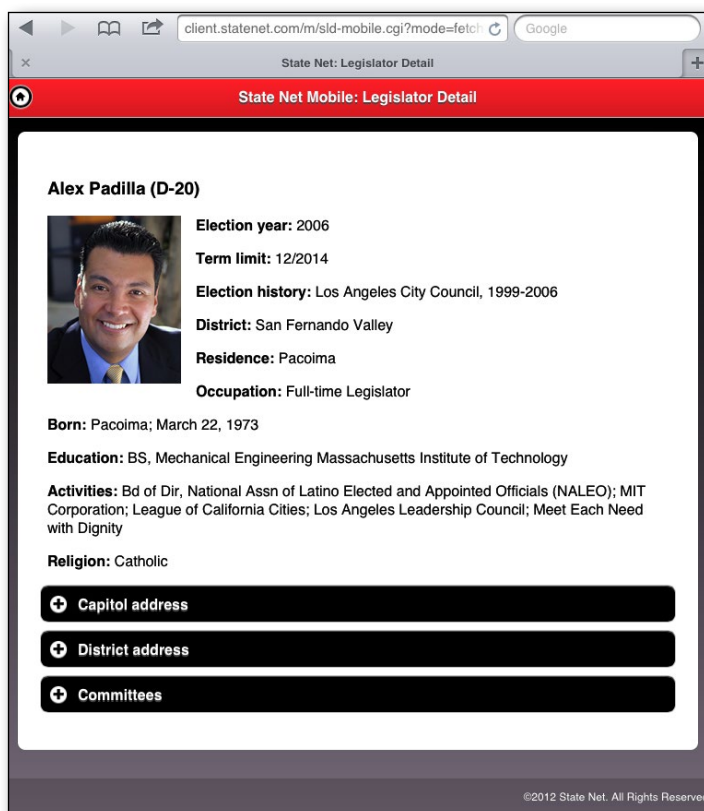 client.statenet.com/m/sld-mobile.cgi?mode=fetch
Google
State Net: Legislator Detail
State Net Mobile: Legislator Detail
Alex Padilla (D-20)
Election year: 2006
Term limit: 12/2014
Election history: Los Angeles City Council, 1999-2006
District: San Fernando Valley
Residence: Pacoima
Occupation: Full-time Legislator
Born: Pacoima; March 22, 1973
Education: BS, Mechanical Engineering Massachusetts Institute of Technology
Activities: Bd of Dir, National Assn of Latino Elected and Appointed Officials (NALEO); MIT
Corporation; League of California Cities; Los Angeles Leadership Council; Meet Each Need
with Dignity
Religion: Catholic
Capitol address
District address
Committees
©2012 State Net. All Rights Reserved